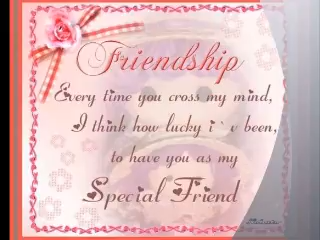 Friendship
Every time you cross my mind,
I think how lucky i`v been,
to have you as my
Special Friend